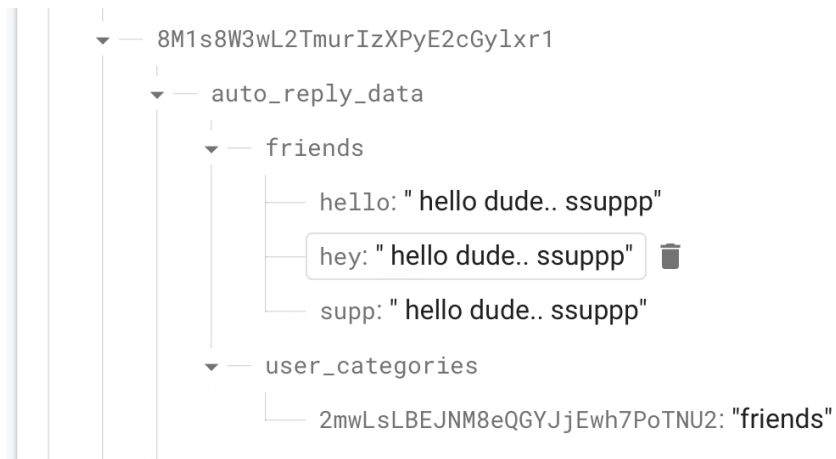 8M1s8W3wL2TmurIzXPyE2cGylxr1
auto_reply_data
friends
hello: " hello dude.. ssuppp"
hey: " hello dude.. ssuppp"
supp: " hello dude.. ssuppp"
user_categories
2mwLsLBEJNM8eQGYJjEwh7PoTNU2: "friends"